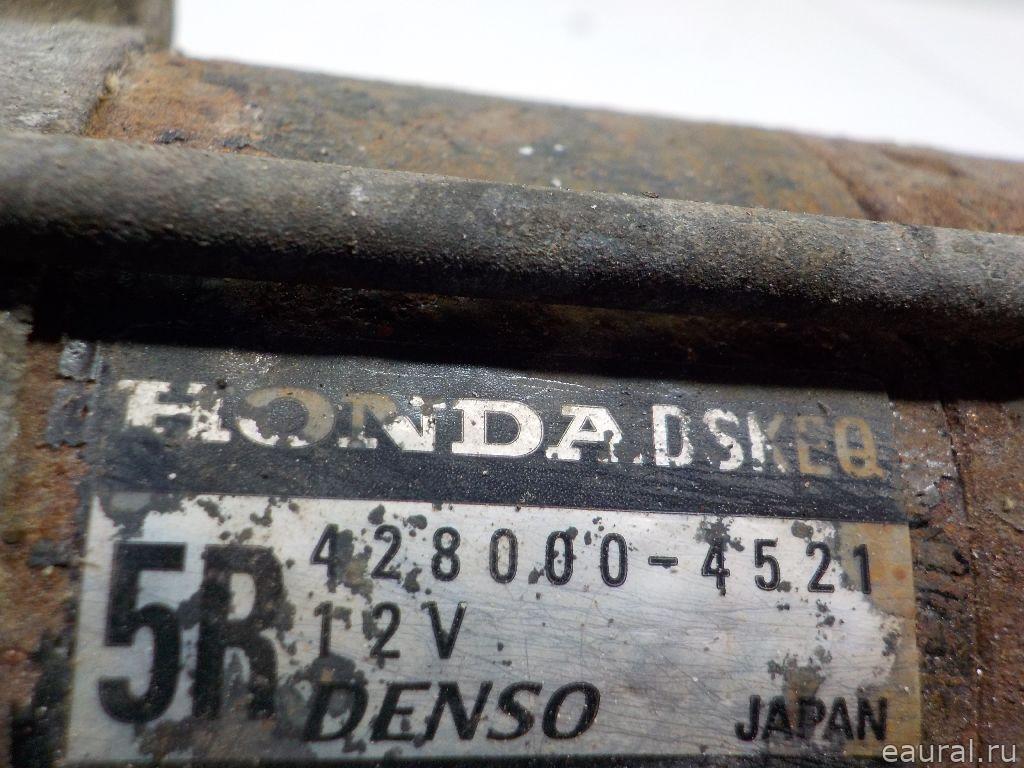 HONDA.DSKEQ
5R 428000-4521
12V
DENSO JAPAN
eaural.ru